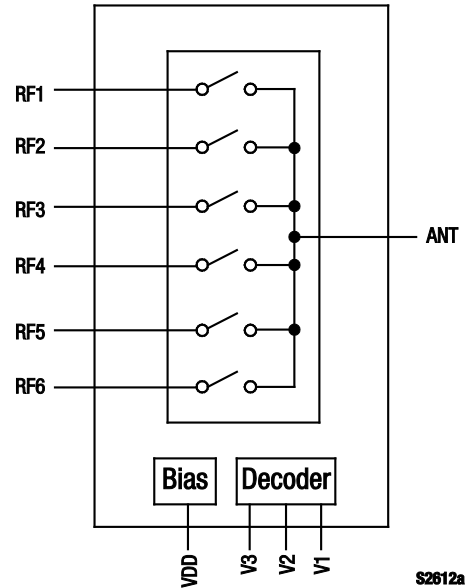 RF1
RF2
RF3
ANT
RF4
RF5
RF6
Bias
Decoder
VDD
V3
V2
V1
S2612a